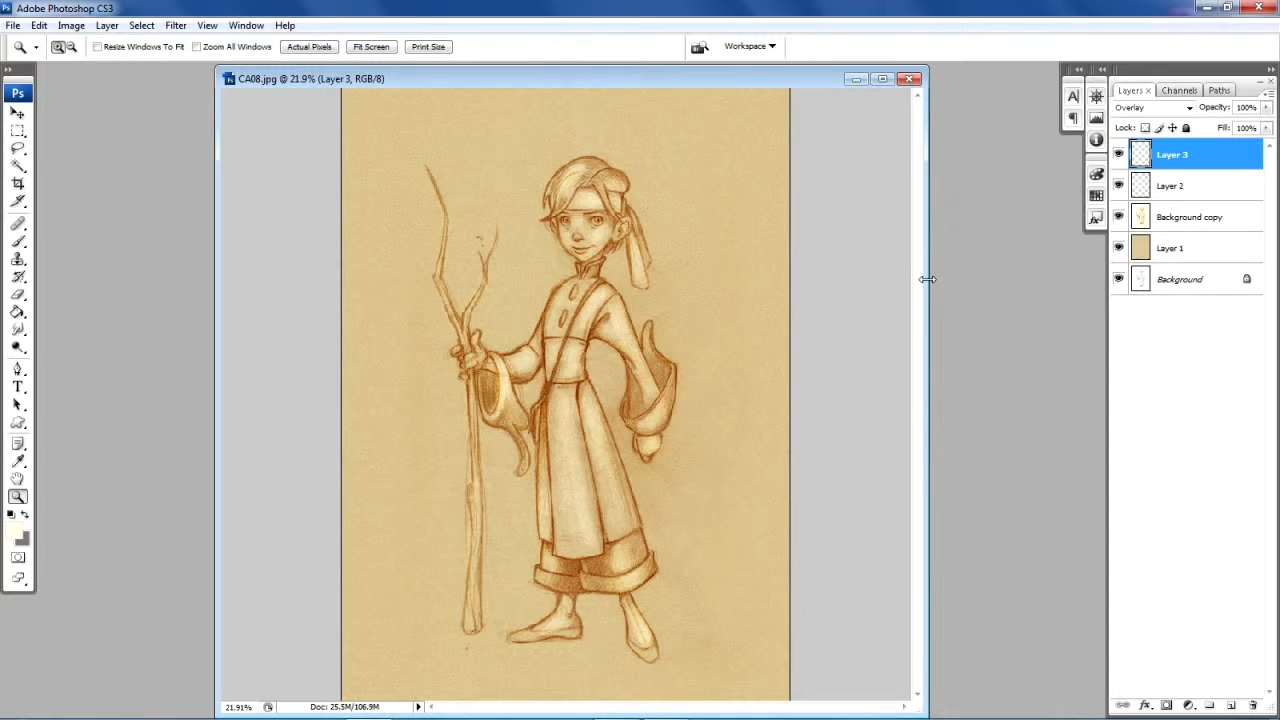 Adobe Photoshop CS3
File Edit Image Layer Select Filter View Window Help
Resize Windows To Fit Zoom All Windows Actual Pixels Fit Screen Print Size Workspace
Ps
CA08.jpg @ 21.9% (Layer 3, RGB/8)
Layers Channels Paths
Overlay Opacity: 100%
Lock: Fill: 100%
Layer 3
Layer 2
Background copy
Layer 1
Background
21.91% Doc: 25.5M/106.9M